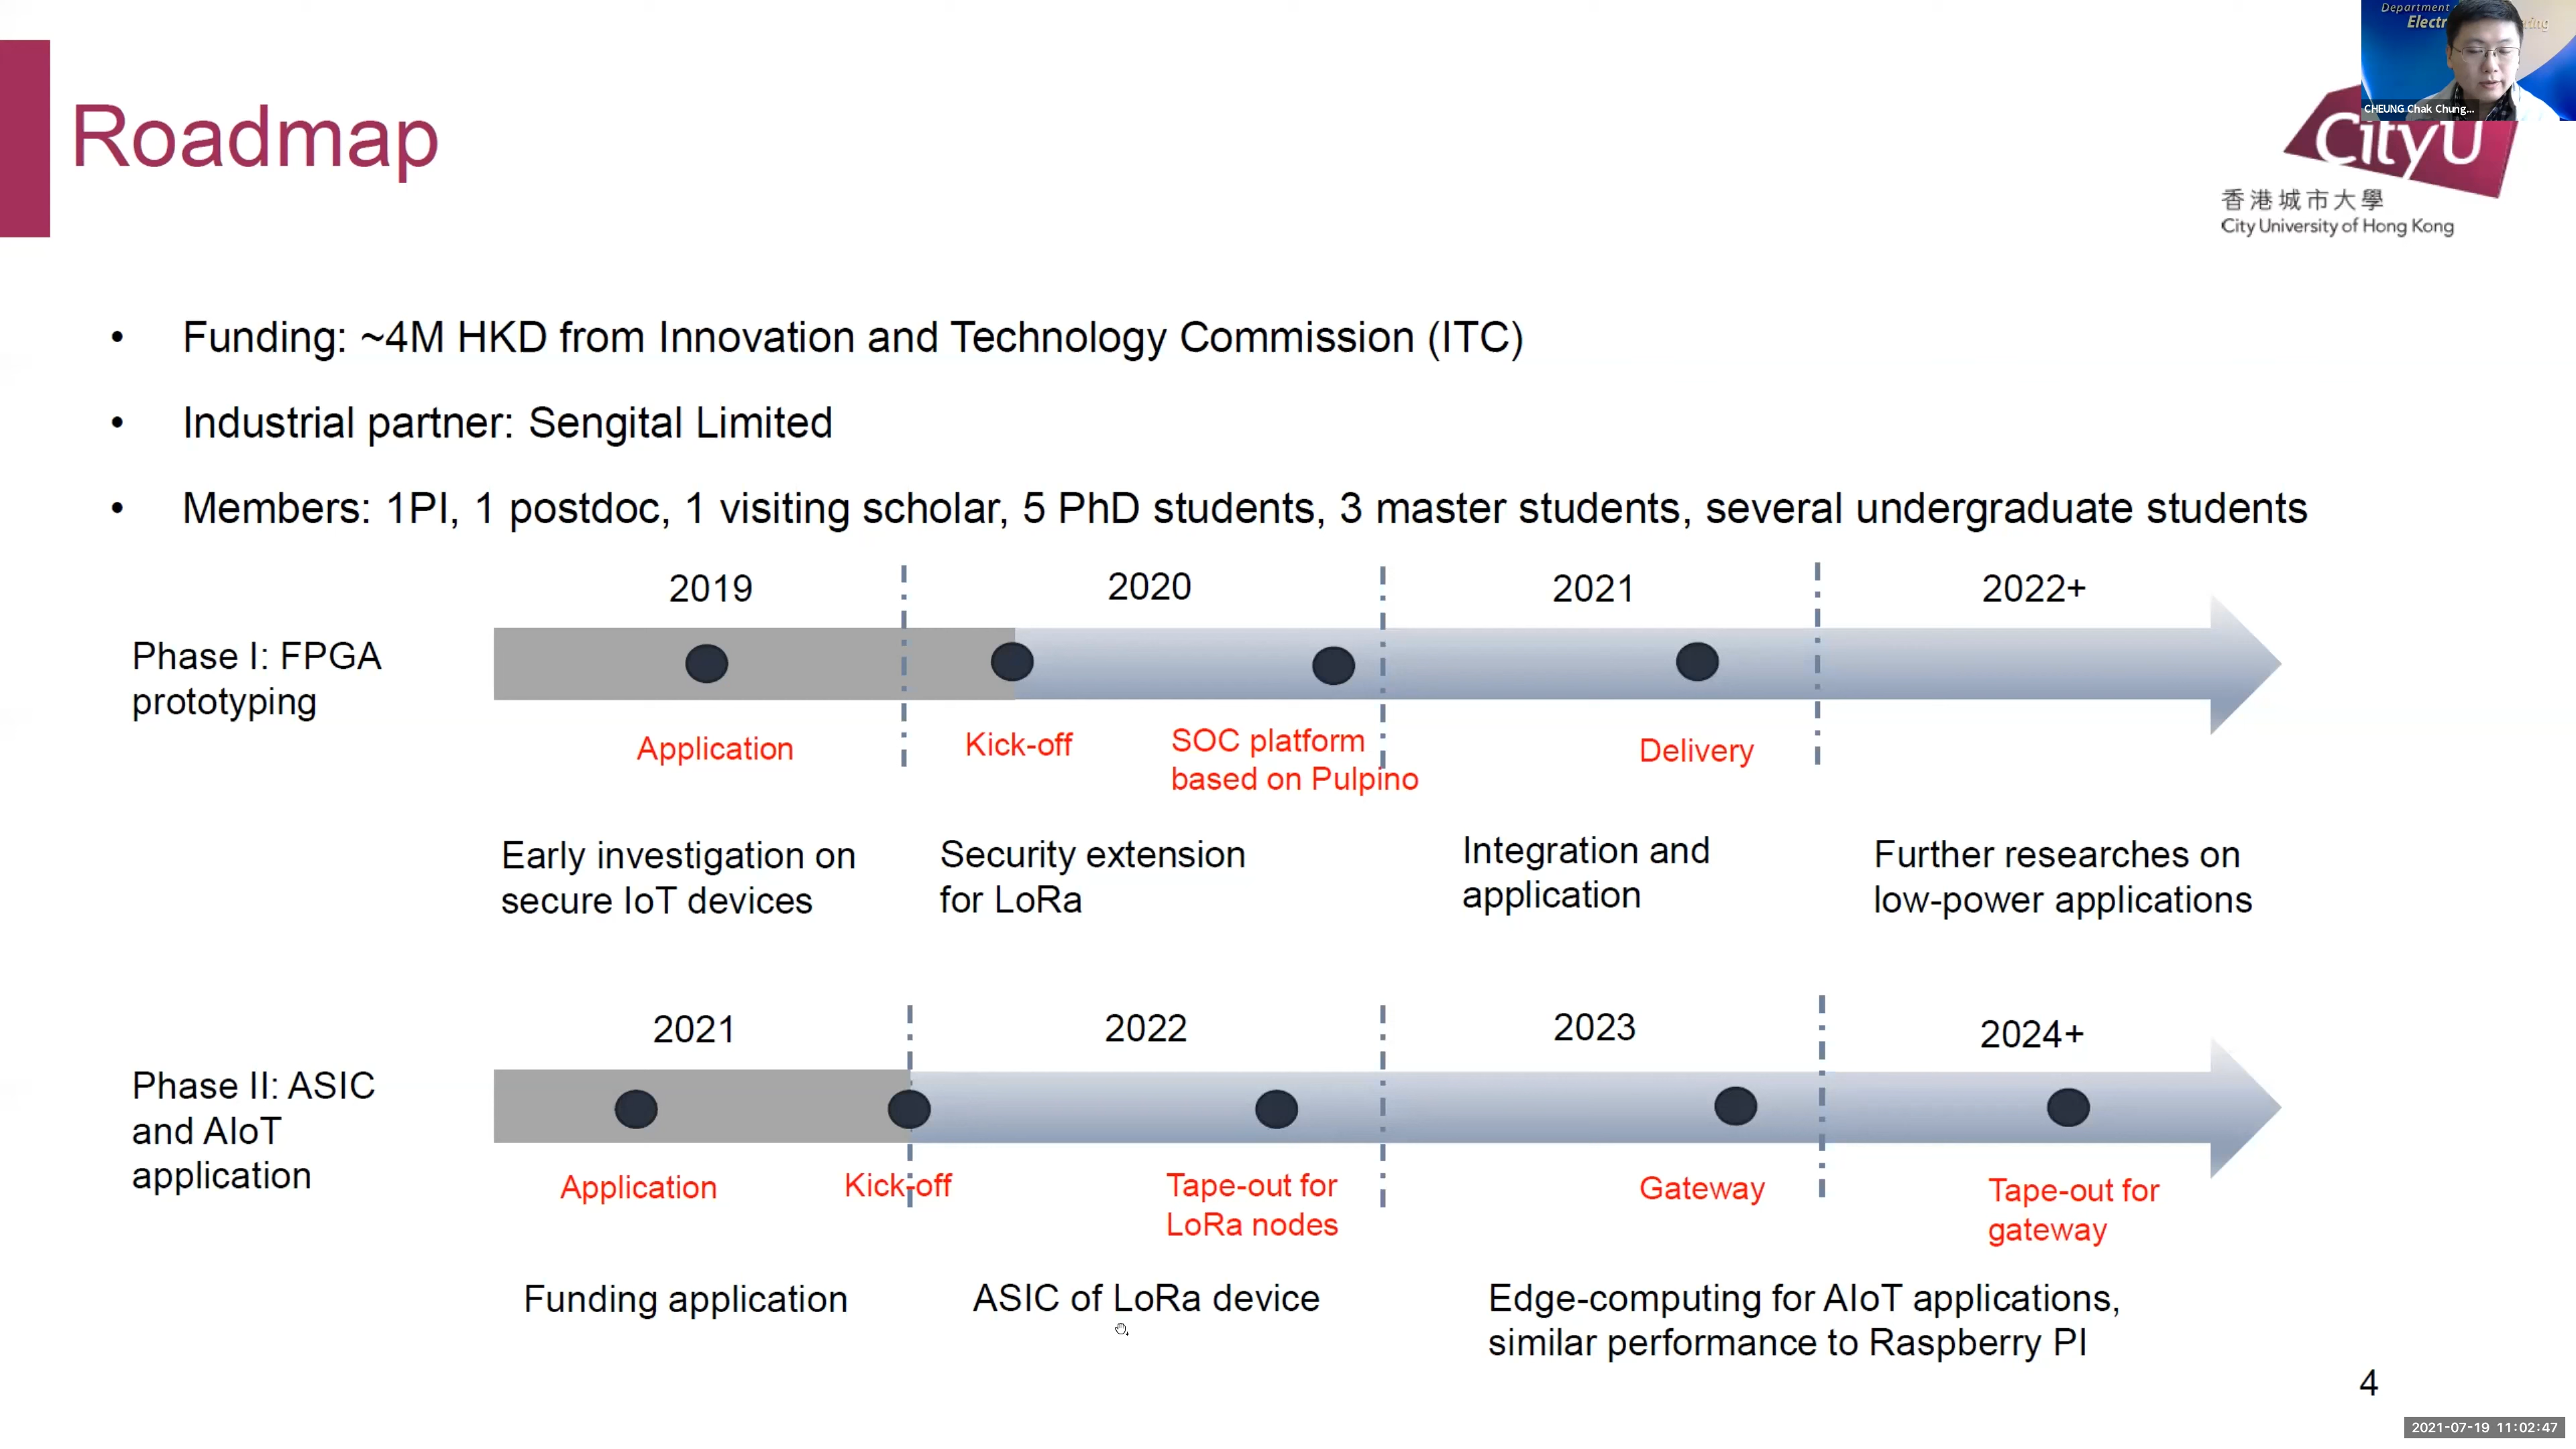 Department
Electr
CHEUNG Chak Chung...
Roadmap
CityU
香港城市大學
City University of Hong Kong
• Funding: ~4M HKD from Innovation and Technology Commission (ITC)
• Industrial partner: Sengital Limited
• Members: 1PI, 1 postdoc, 1 visiting scholar, 5 PhD students, 3 master students, several undergraduate students
2019 2020 2021 2022+
Phase I: FPGA
prototyping
Application Kick-off SOC platform
based on Pulpino
Delivery
Early investigation on
secure IoT devices
Security extension
for LoRa
Integration and
application
Further researches on
low-power applications
2021 2022 2023 2024+
Phase II: ASIC
and AIoT
application
Application Kick-off Tape-out for
LoRa nodes
Gateway
Tape-out for
gateway
Funding application
ASIC of LoRa device
Edge-computing for AIoT applications,
similar performance to Raspberry PI
4
2021-07-19 11:02:47